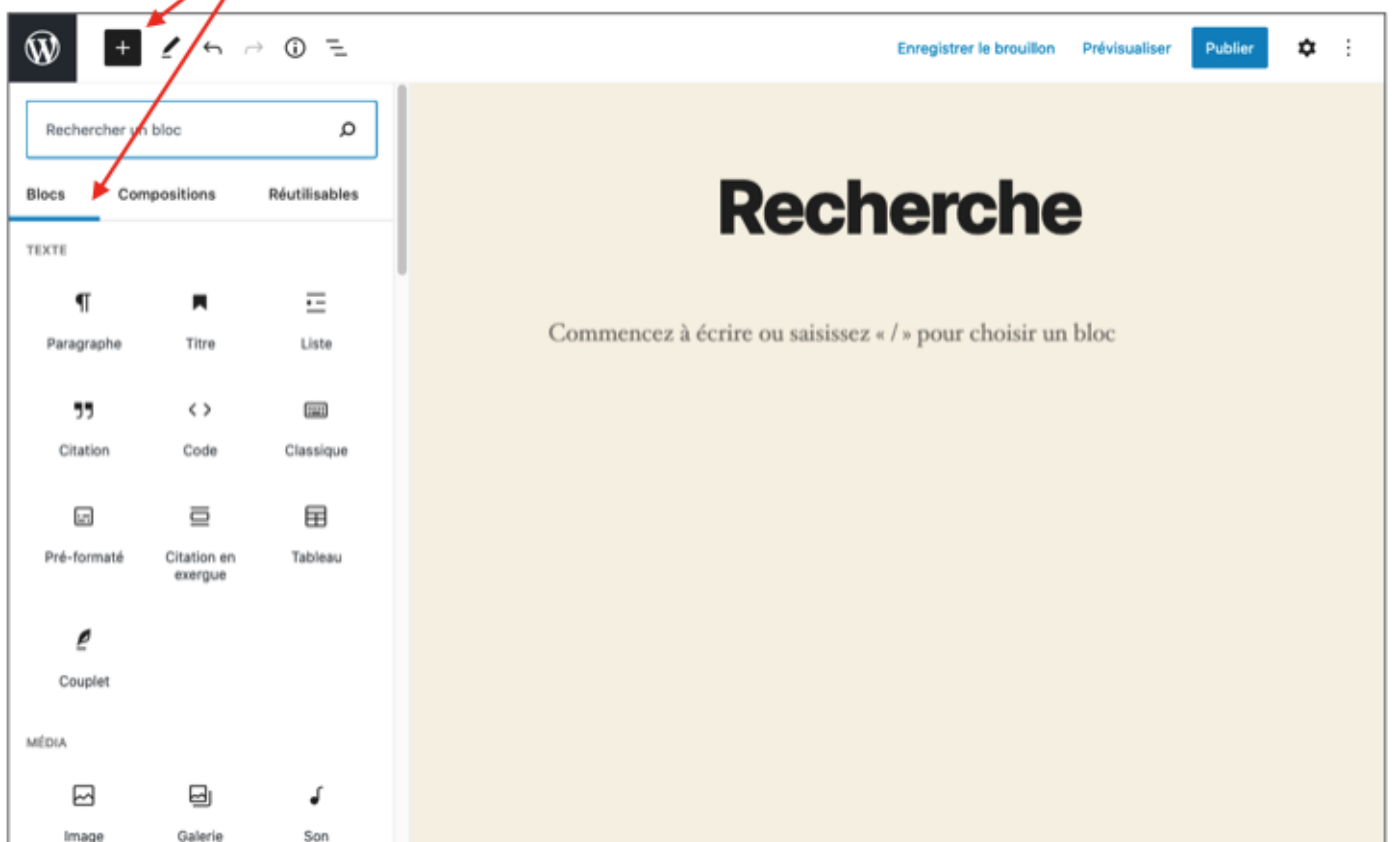 Enregistrer le brouillon Prévisualiser Publier
Rechercher un bloc
Blocs Compositions Réutilisables
TEXTE
Paragraphe Titre Liste
Citation Code Classique
Pré-formaté Citation en exergue Tableau
Couplet
MÉDIA
Image Galerie Son
Recherche
Commencez à écrire ou saisissez « / » pour choisir un bloc